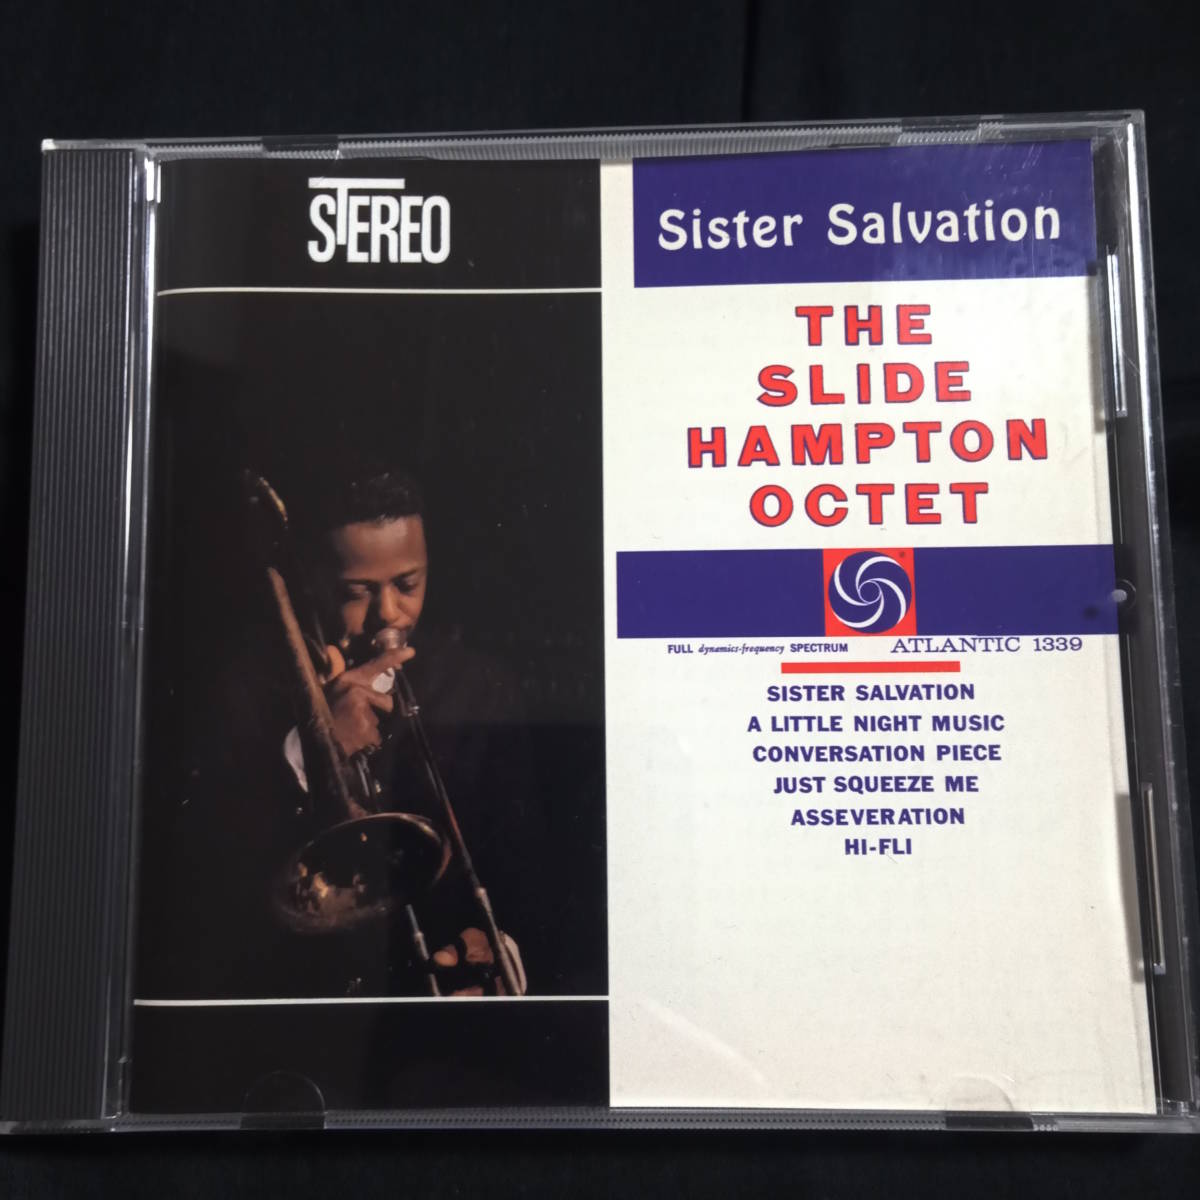 STEREO
Sister Salvation
THE
SLIDE
HAMPTON
OCTET
FULL dynamics-frequency SPECTRUM
ATLANTIC 1339
SISTER SALVATION
A LITTLE NIGHT MUSIC
CONVERSATION PIECE
JUST SQUEEZE ME
ASSEVERATION
HI-FLI